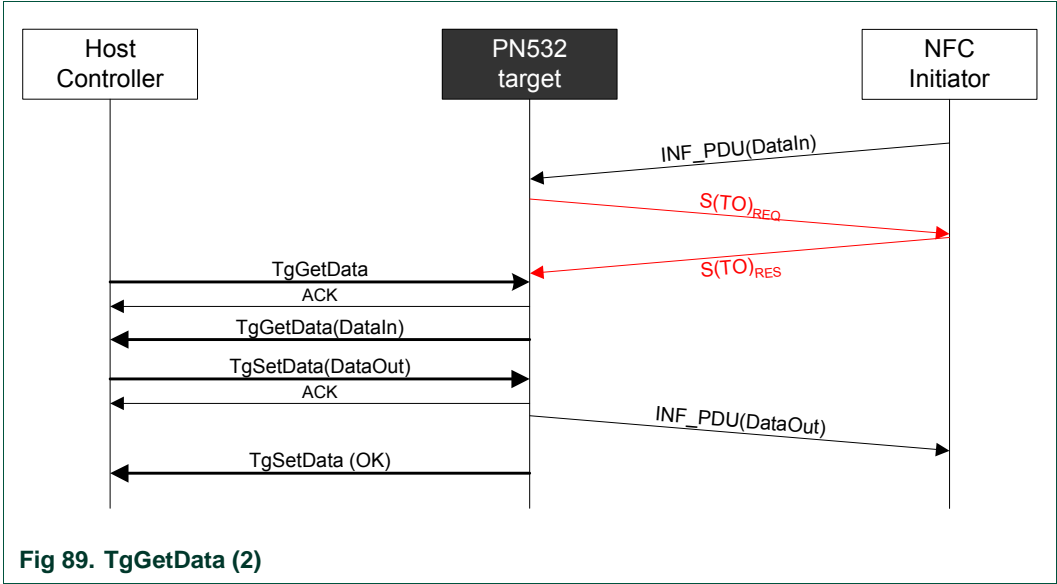 Host
Controller
PN532
target
NFC
Initiator
INF_PDU(DataIn)
S(TO)REQ
S(TO)RES
TgGetData
ACK
TgGetData(DataIn)
TgSetData(DataOut)
ACK
INF_PDU(DataOut)
TgSetData (OK)
Fig 89. TgGetData (2)